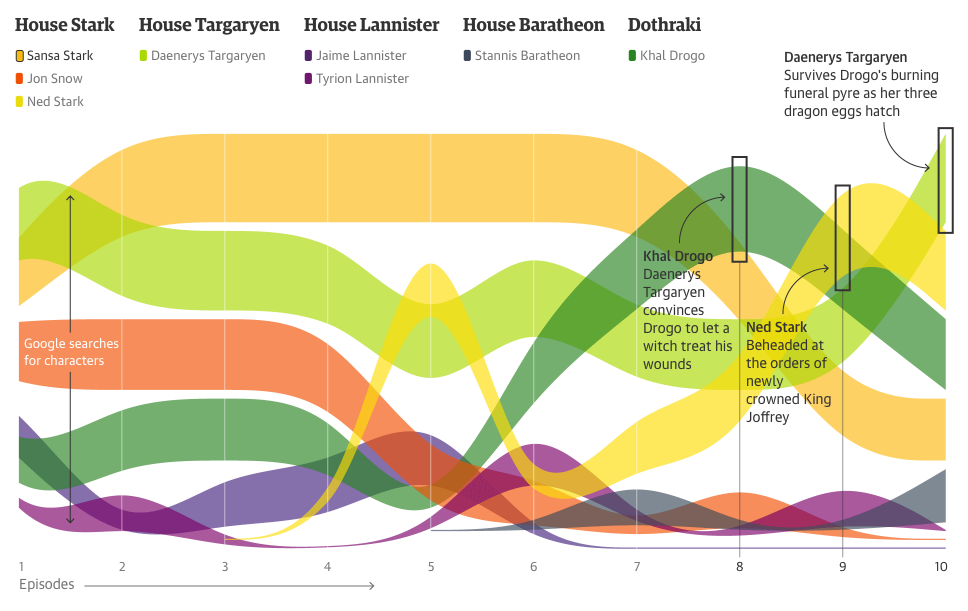 House Stark
Sansa Stark
Jon Snow
Ned Stark
House Targaryen
Daenerys Targaryen
House Lannister
Jaime Lannister
Tyrion Lannister
House Baratheon
Stannis Baratheon
Dothraki
Khal Drogo
Daenerys Targaryen
Survives Drogo's burning
funeral pyre as her three
dragon eggs hatch
Khal Drogo
Daenerys
Targaryen
convinces
Drogo to let a
witch treat his
wounds
Ned Stark
Beheaded at
the orders of
newly
crowned King
Joffrey
Google searches
for characters
1 2 3 4 5 6 7 8 9 10
Episodes